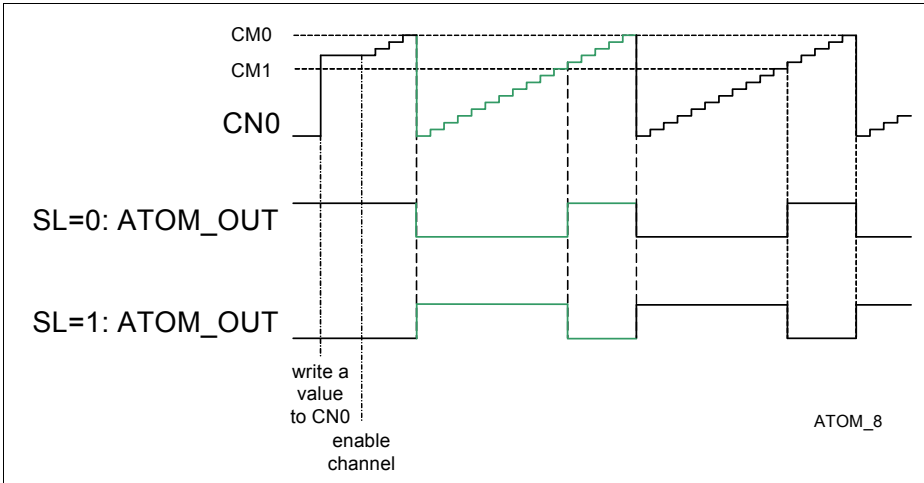 CM0
CM1
CN0
SL=0: ATOM_OUT
SL=1: ATOM_OUT
write a
value
to CN0
enable
channel
ATOM_8